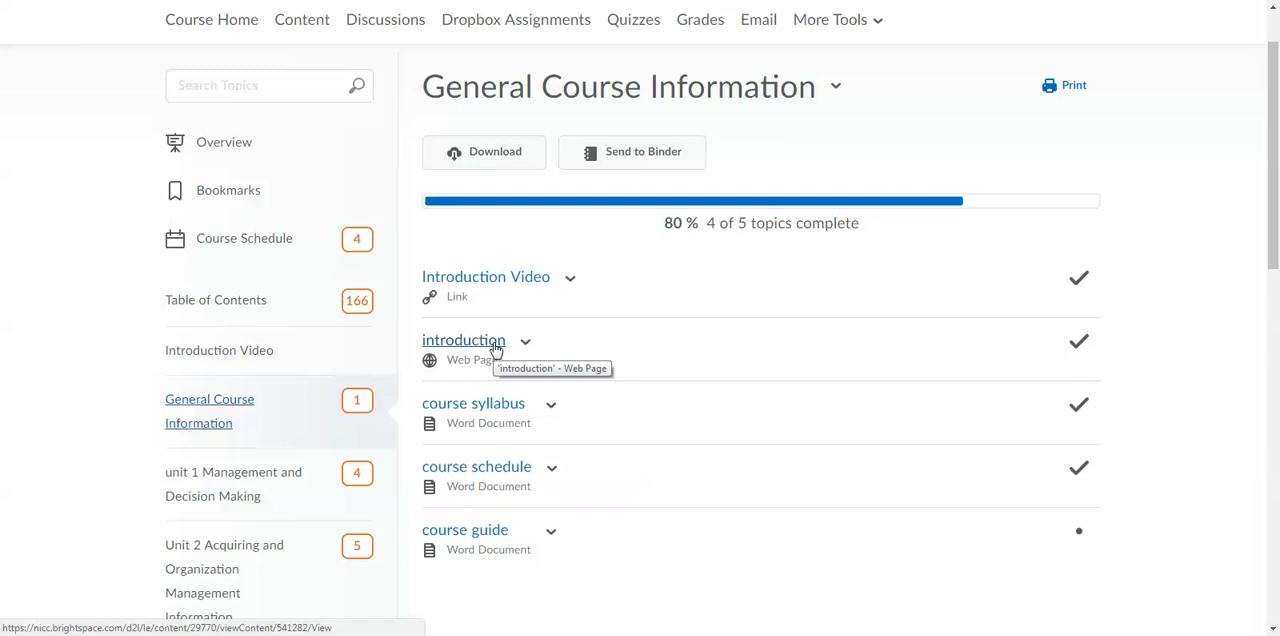 Course Home Content Discussions Dropbox Assignments Quizzes Grades Email More Tools
Search Topics
Overview
Bookmarks
Course Schedule 4
Table of Contents 166
Introduction Video
General Course
Information
1
unit 1 Management and
Decision Making
4
Unit 2 Acquiring and
Organization
Management
Information
5
General Course Information
Print
Download Send to Binder
80 % 4 of 5 topics complete
Introduction Video
Link
introduction
Web Page
'introduction' - Web Page
course syllabus
Word Document
course schedule
Word Document
course guide
Word Document
https://nicc.brightspace.com/d2l/le/content/29770/viewContent/541282/View